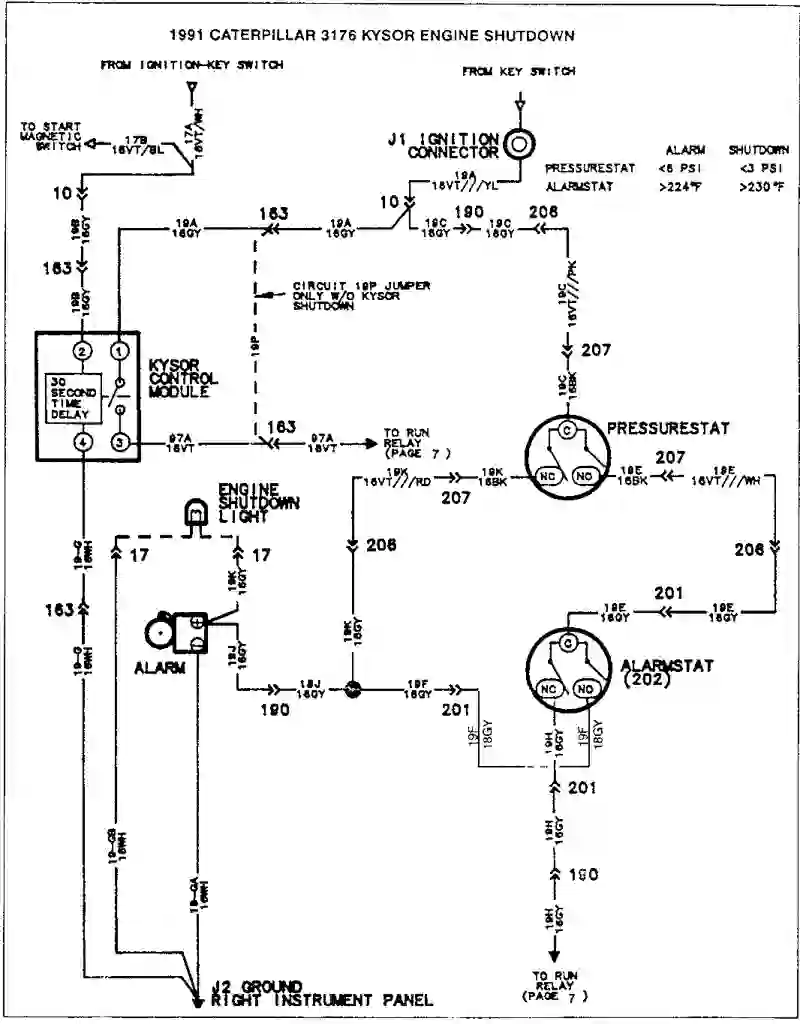 1991 CATERPILLAR 3176 KYSOR ENGINE SHUTDOWN
FROM IGNITION-KEY SWITCH
FROM KEY SWITCH
TO START
MAGNETIC
SWITCH
17B
16VT/BL
17A
16VT/WH
J1 IGNITION
CONNECTOR
ALARM SHUTDOWN
PRESSURESTAT <6 PSI <3 PSI
ALARMSTAT >224°F >230°F
19A
16VT///YL
10
10
19B
16GY
163
19B
16GY
19A
16GY
163
19A
16GY
19C
16GY
190
19C
16GY
206
19C
16VT///PK
CIRCUIT 19P JUMPER
ONLY W/O KYSOR
SHUTDOWN
19P
207
19C
16BK
2
1
30
SECOND
TIME
DELAY
4
3
KYSOR
CONTROL
MODULE
97A
16VT
163
97A
16VT
TO RUN
RELAY
(PAGE 7 )
C
NC
NO
PRESSURESTAT
19K
16VT///RD
207
19K
16BK
207
19E
16BK
19E
16VT///WH
ENGINE
SHUTDOWN
LIGHT
17
17
206
206
19-G
16WH
163
19-G
16WH
19K
16GY
19K
16GY
201
19E
16GY
19E
16GY
ALARM
19J
16GY
C
NC
NO
ALARMSTAT
(202)
190
19J
16GY
19F
16GY
201
19F
18GY
19H
16GY
19F
18GY
201
19H
16GY
190
19H
16GY
19-GB
16WH
19-GA
16WH
TO RUN
RELAY
(PAGE 7 )
J2 GROUND
RIGHT INSTRUMENT PANEL